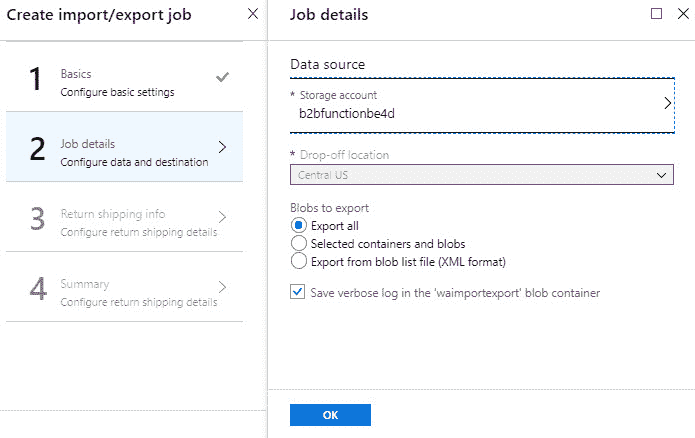 Create import/export job
1
Basics
Configure basic settings
2
Job details
Configure data and destination
3
Return shipping info
Configure return shipping details
4
Summary
Configure return shipping details
Job details
Data source
* Storage account
b2bfunctionbe4d
* Drop-off location
Central US
Blobs to export
Export all
Selected containers and blobs
Export from blob list file (XML format)
Save verbose log in the 'waimportexport' blob container
OK